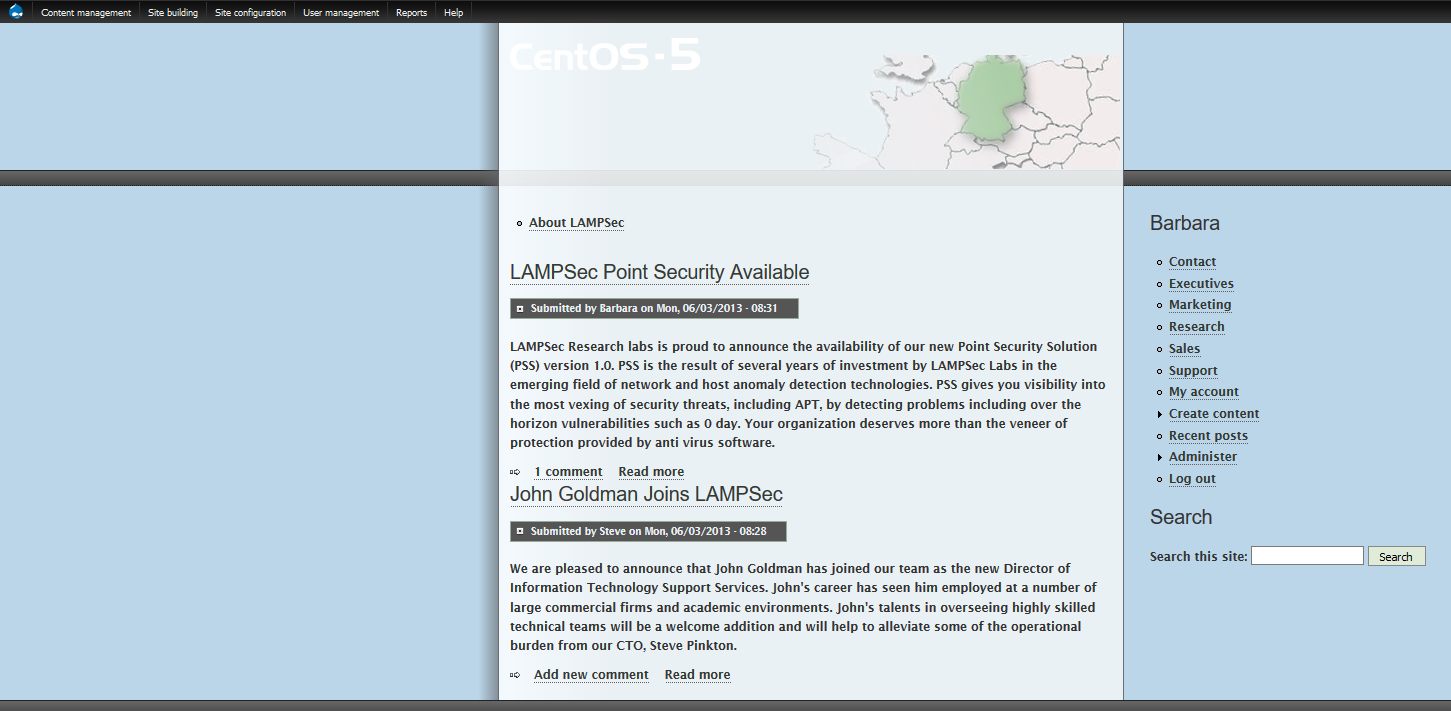 Content management Site building Site configuration User management Reports Help
CentOS-5
About LAMPSec
LAMPSec Point Security Available
Submitted by Barbara on Mon, 06/03/2013 - 08:31
LAMPSec Research labs is proud to announce the availability of our new Point Security Solution
(PSS) version 1.0. PSS is the result of several years of investment by LAMPSec Labs in the
emerging field of network and host anomaly detection technologies. PSS gives you visibility into
the most vexing of security threats, including APT, by detecting problems including over the
horizon vulnerabilities such as 0 day. Your organization deserves more than the veneer of
protection provided by anti virus software.
1 comment Read more
John Goldman Joins LAMPSec
Submitted by Steve on Mon, 06/03/2013 - 08:28
We are pleased to announce that John Goldman has joined our team as the new Director of
Information Technology Support Services. John's career has seen him employed at a number of
large commercial firms and academic environments. John's talents in overseeing highly skilled
technical teams will be a welcome addition and will help to alleviate some of the operational
burden from our CTO, Steve Pinkton.
Add new comment Read more
Barbara
Contact
Executives
Marketing
Research
Sales
Support
My account
Create content
Recent posts
Administer
Log out
Search
Search this site: Search